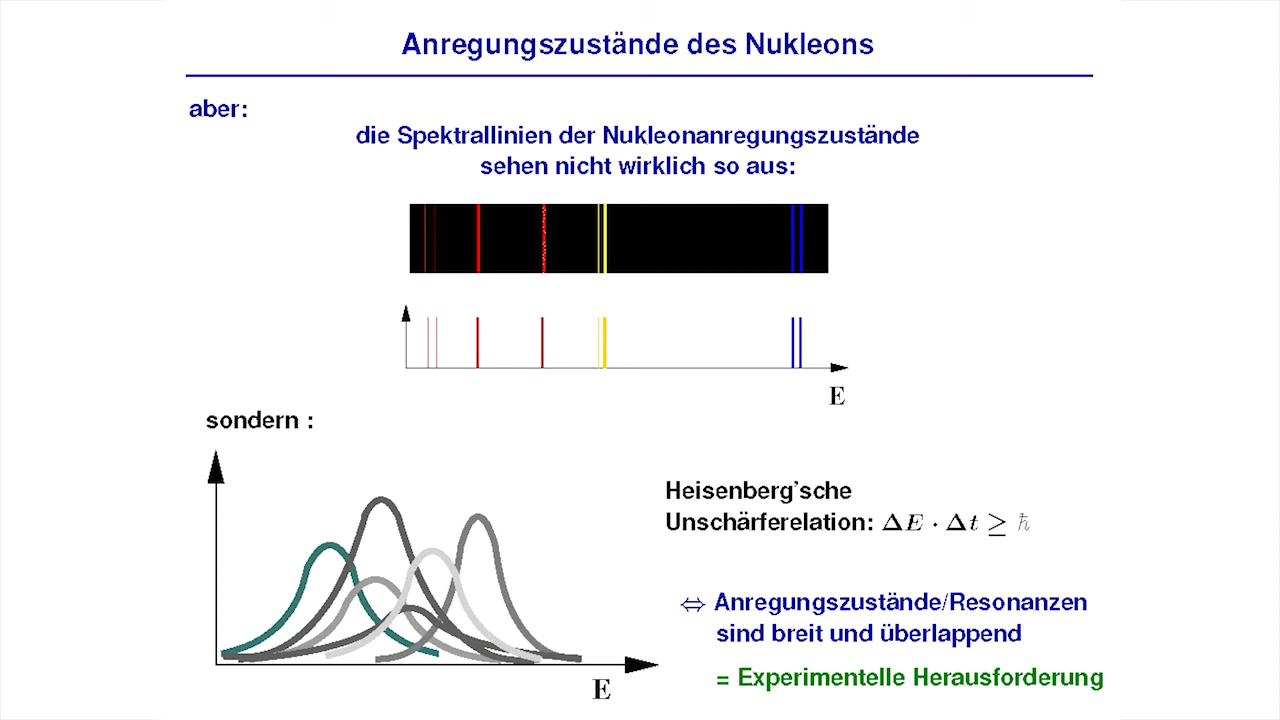 Anregungszustände des Nukleons
aber:
die Spektrallinien der Nukleonanregungszustände
sehen nicht wirklich so aus:
E
sondern :
Heisenberg'sche
Unschärferelation: ΔE · Δt ≥ ħ
⇔ Anregungszustände/Resonanzen
sind breit und überlappend
= Experimentelle Herausforderung
E